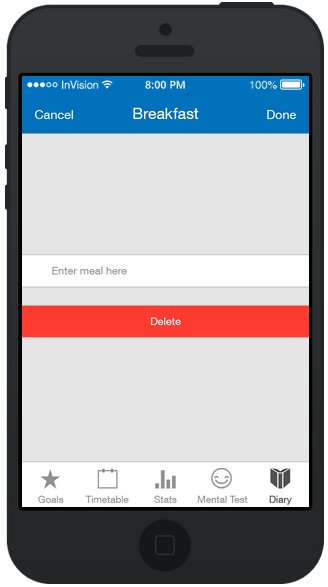 InVision 8:00 PM 100%
Cancel Breakfast Done
Enter meal here
Delete
Goals Timetable Stats Mental Test Diary